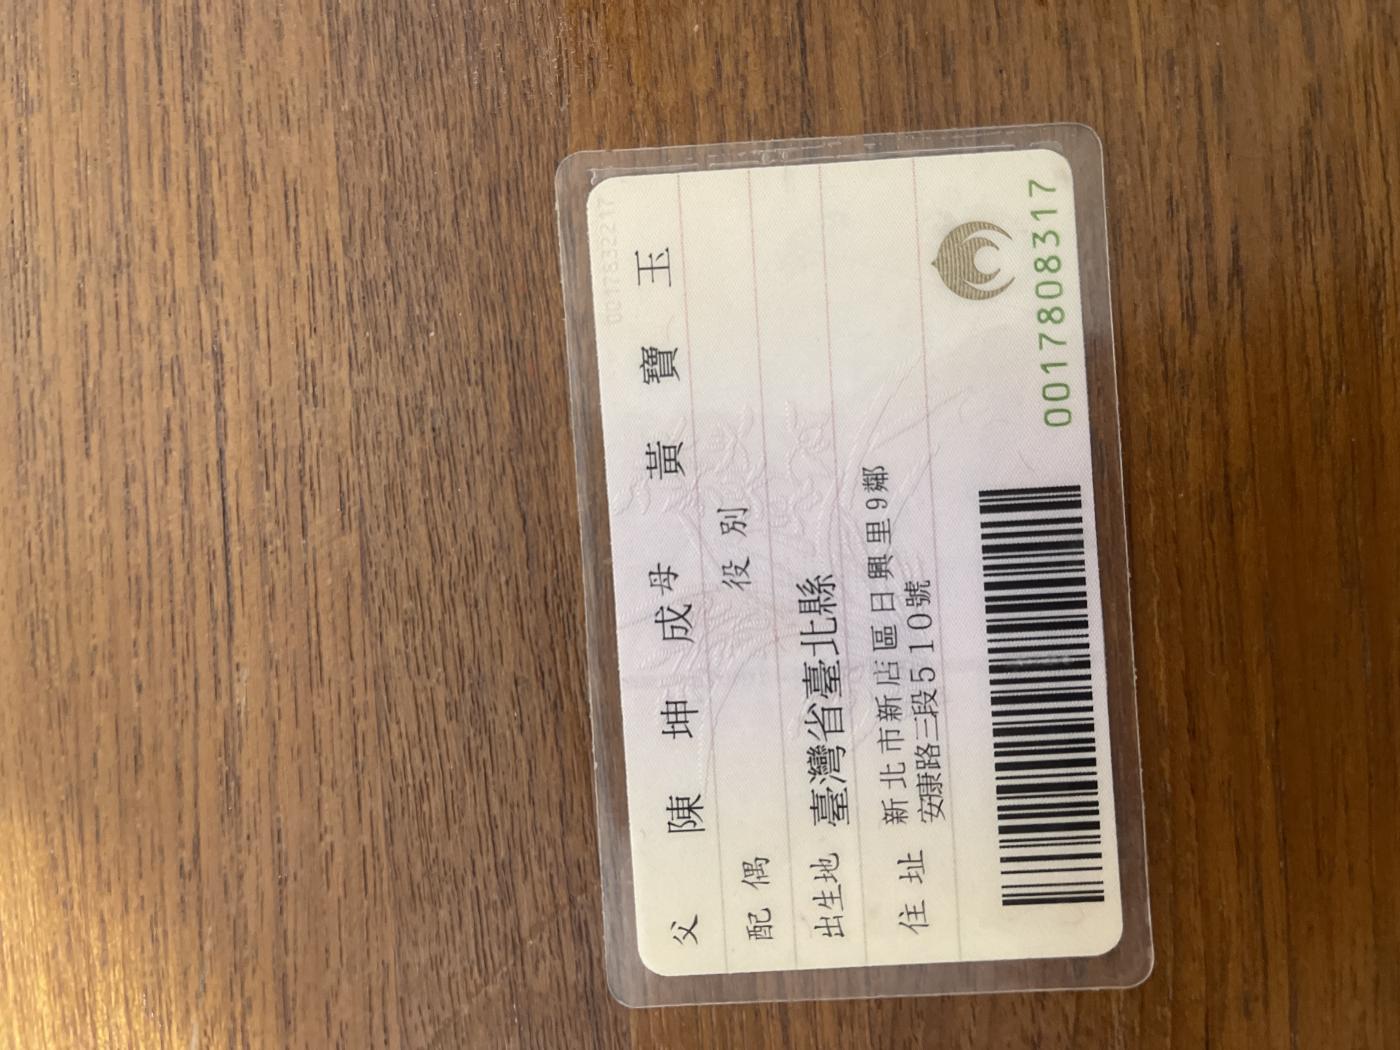 父 陳坤成 母 黃寶玉
配偶 役別
出生地 臺灣省臺北縣
住址 新北市新店區日興里9鄰
安康路三段510號
0017808317